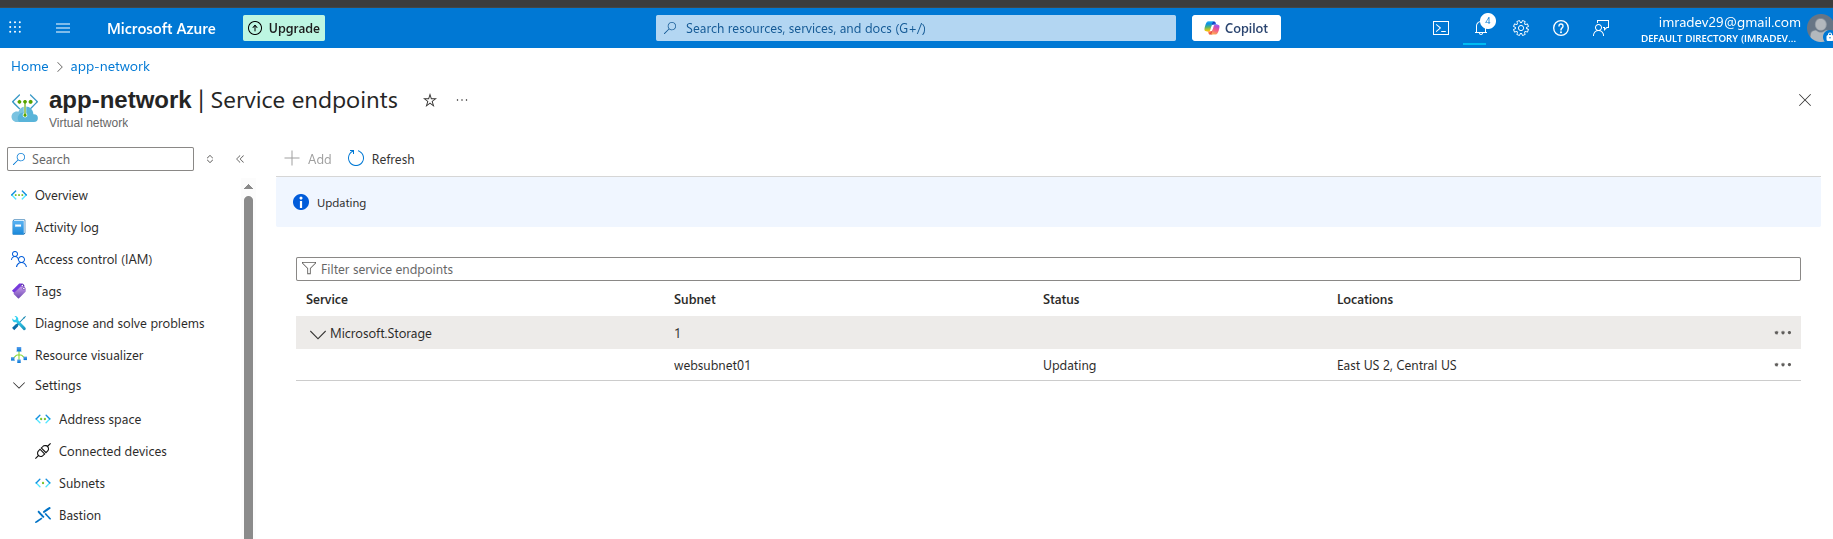 Microsoft Azure
Upgrade
Search resources, services, and docs (G+/)
Copilot
4
imradev29@gmail.com
DEFAULT DIRECTORY (IMRADEV...
Home > app-network
app-network | Service endpoints
Virtual network
Search
Add
Refresh
Overview
Activity log
Access control (IAM)
Tags
Diagnose and solve problems
Resource visualizer
Settings
Address space
Connected devices
Subnets
Bastion
Updating
Filter service endpoints
Service Subnet Status Locations
Microsoft.Storage 1
websubnet01 Updating East US 2, Central US